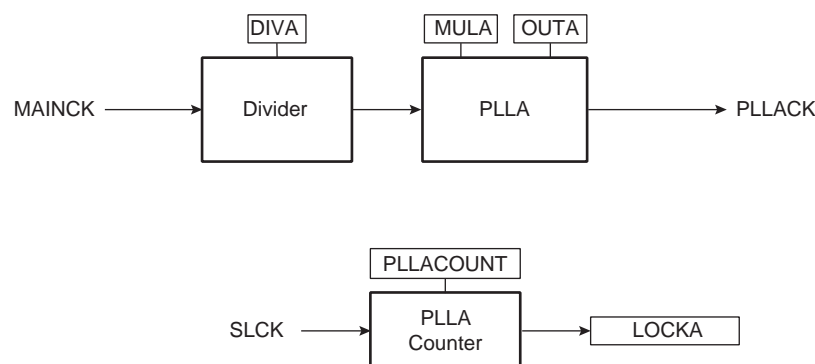 DIVA
MULA
OUTA
MAINCK
Divider
PLLA
PLLACK
PLLACOUNT
SLCK
PLLA
Counter
LOCKA